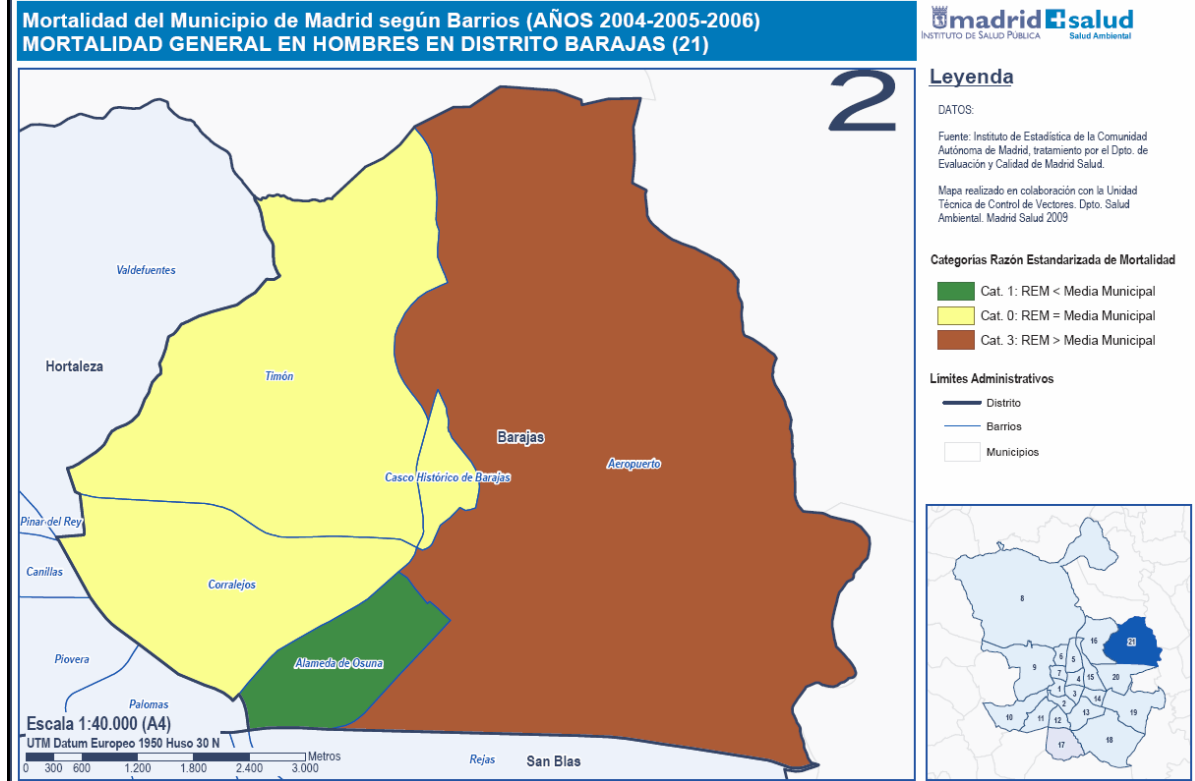 Mortalidad del Municipio de Madrid según Barrios (AÑOS 2004-2005-2006)
MORTALIDAD GENERAL EN HOMBRES EN DISTRITO BARAJAS (21)
madrid salud
INSTITUTO DE SALUD PÚBLICA Salud Ambiental
2
Leyenda
DATOS:
Fuente: Instituto de Estadística de la Comunidad
Autónoma de Madrid, tratamiento por el Dpto. de
Evaluación y Calidad de Madrid Salud.
Mapa realizado en colaboración con la Unidad
Técnica de Control de Vectores. Dpto. Salud
Ambiental. Madrid Salud 2009
Categorias Razón Estandarizada de Mortalidad
Cat. 1: REM < Media Municipal
Cat. 0: REM = Media Municipal
Cat. 3: REM > Media Municipal
Límites Administrativos
Distrito
Barrios
Municipios
Valdefuentes
Hortaleza
Timón
Barajas
Aeropuerto
Casco Histórico de Barajas
Pinar del Rey
Canillas
Corralejos
Piovera
Alameda de Osuna
Palomas
Rejas
San Blas
Escala 1:40.000 (A4)
UTM Datum Europeo 1950 Huso 30 N
Metros
0 300 600 1.200 1.800 2.400 3.000
8
16
21
6
5
9
7
4
15
20
1
3
14
2
13
19
10
11
12
18
17